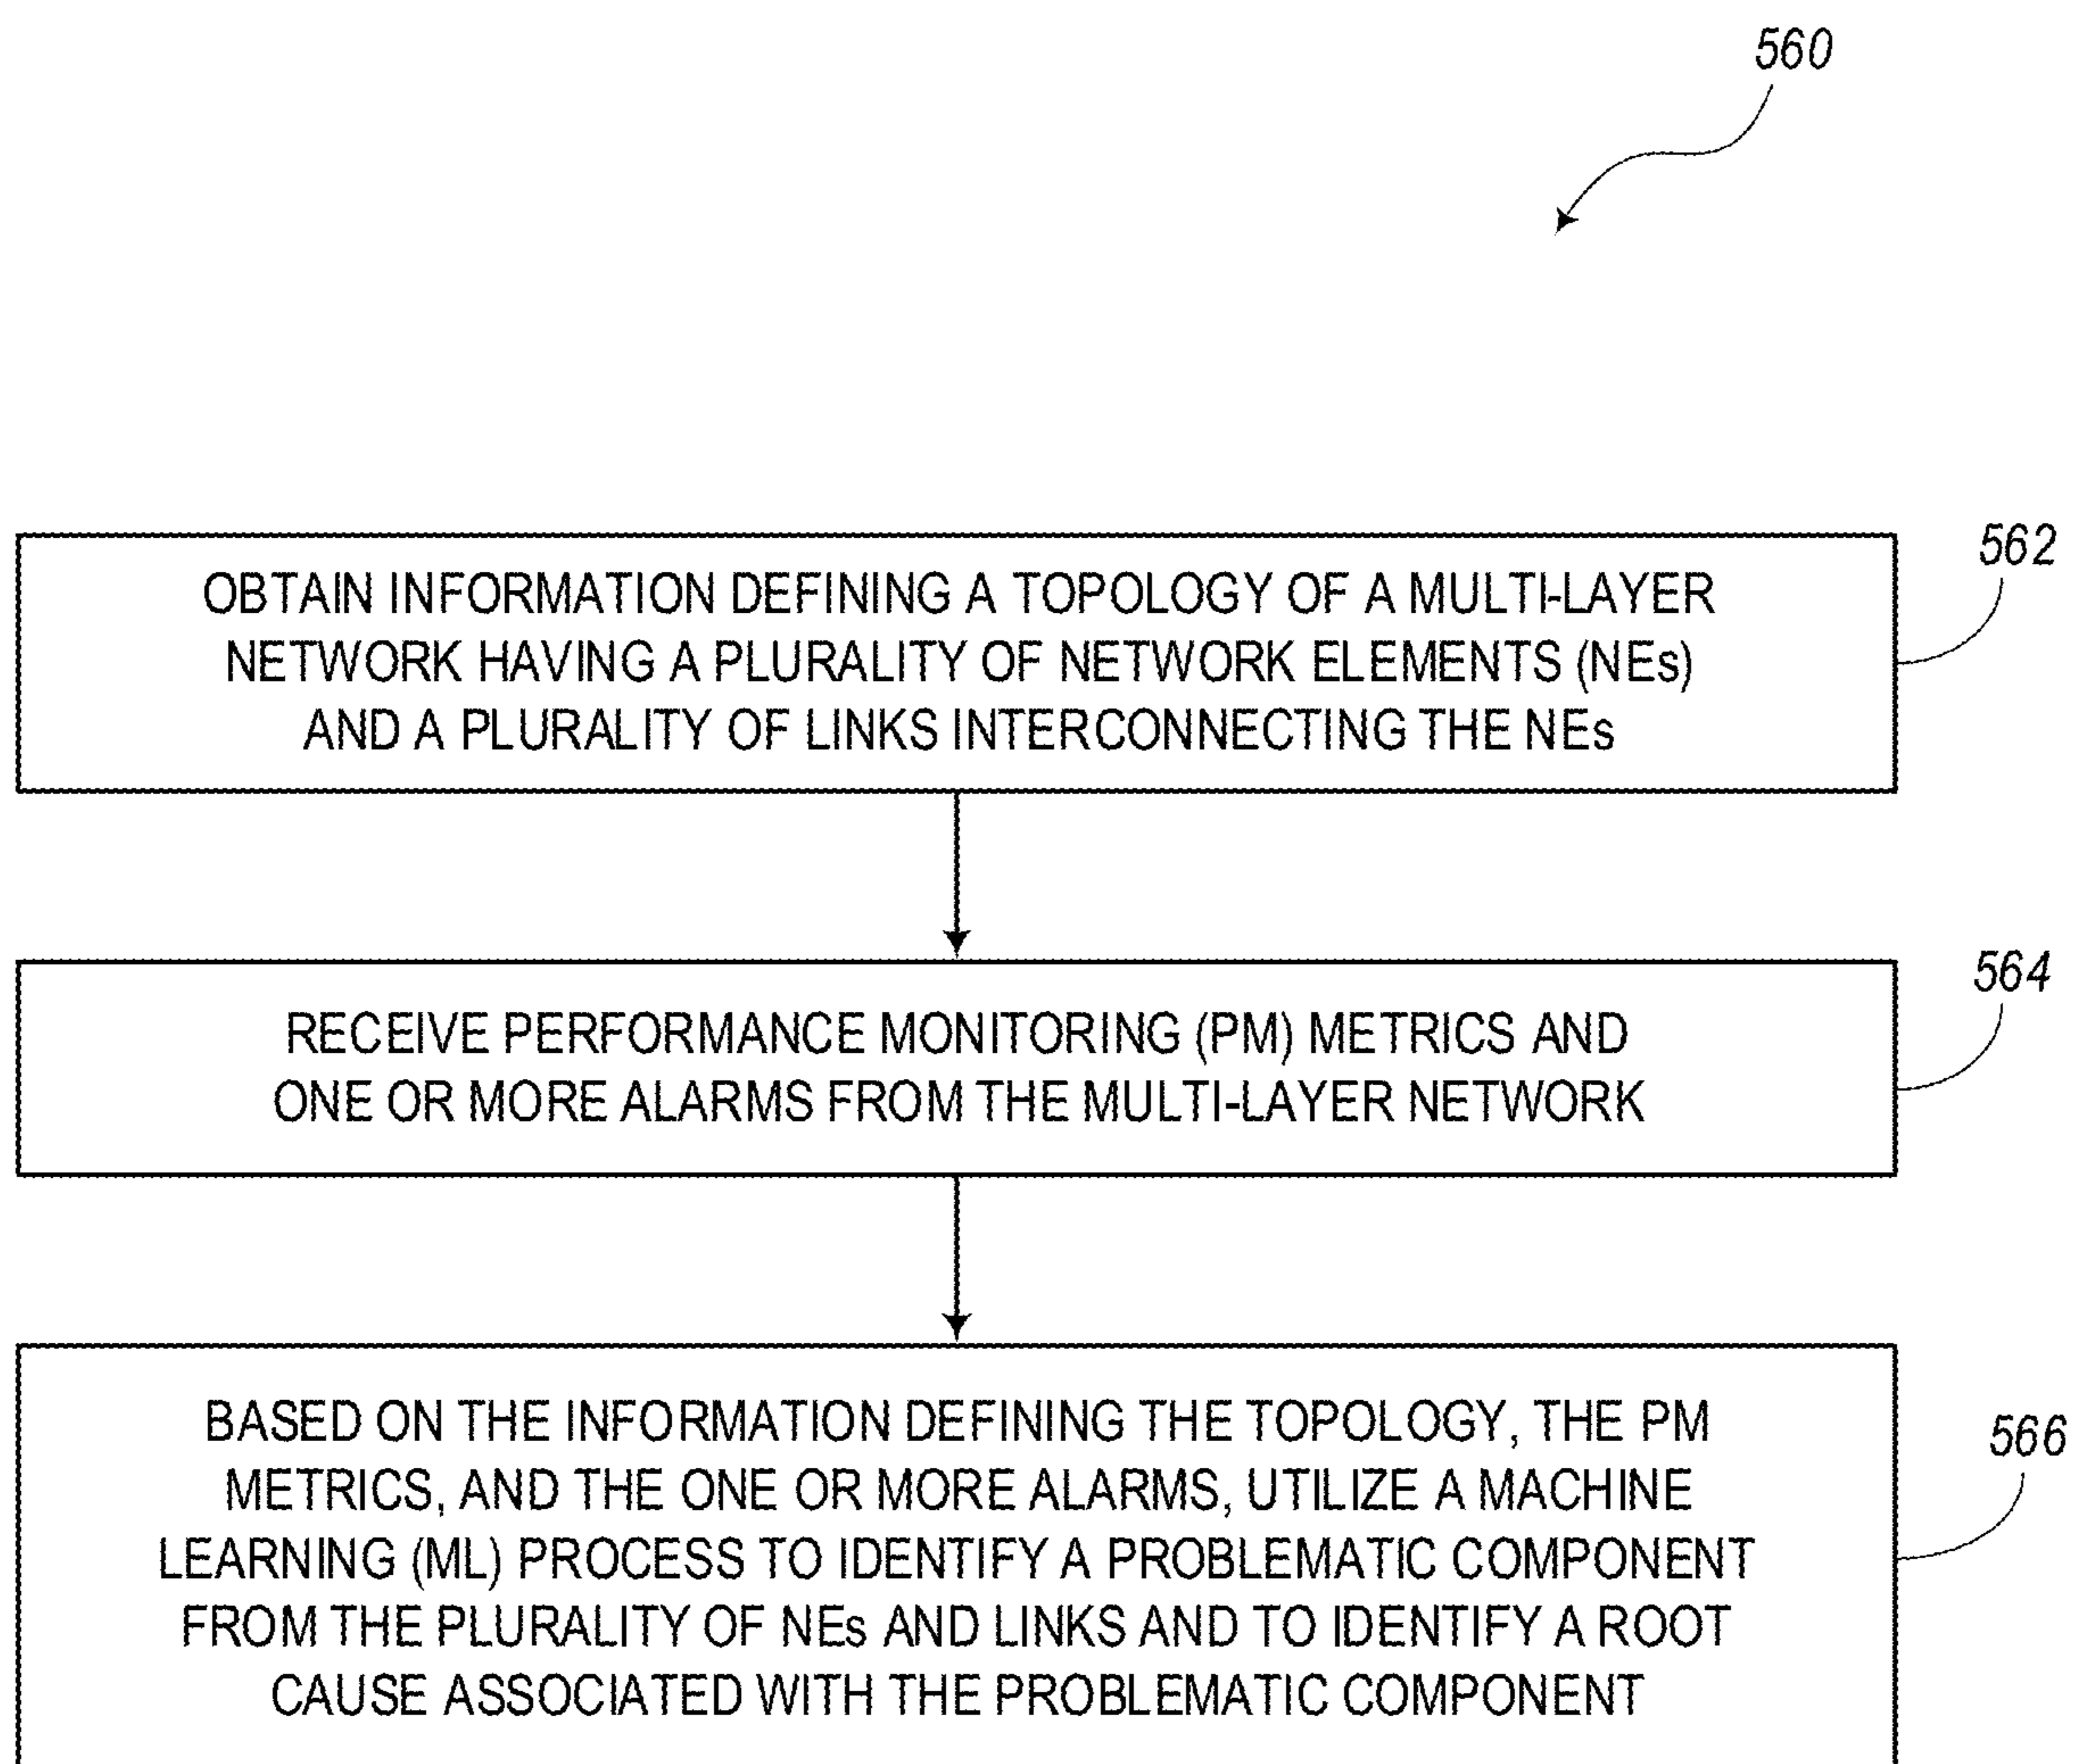 560
562
OBTAIN INFORMATION DEFINING A TOPOLOGY OF A MULTI-LAYER
NETWORK HAVING A PLURALITY OF NETWORK ELEMENTS (NEs)
AND A PLURALITY OF LINKS INTERCONNECTING THE NEs
564
RECEIVE PERFORMANCE MONITORING (PM) METRICS AND
ONE OR MORE ALARMS FROM THE MULTI-LAYER NETWORK
566
BASED ON THE INFORMATION DEFINING THE TOPOLOGY, THE PM
METRICS, AND THE ONE OR MORE ALARMS, UTILIZE A MACHINE
LEARNING (ML) PROCESS TO IDENTIFY A PROBLEMATIC COMPONENT
FROM THE PLURALITY OF NEs AND LINKS AND TO IDENTIFY A ROOT
CAUSE ASSOCIATED WITH THE PROBLEMATIC COMPONENT